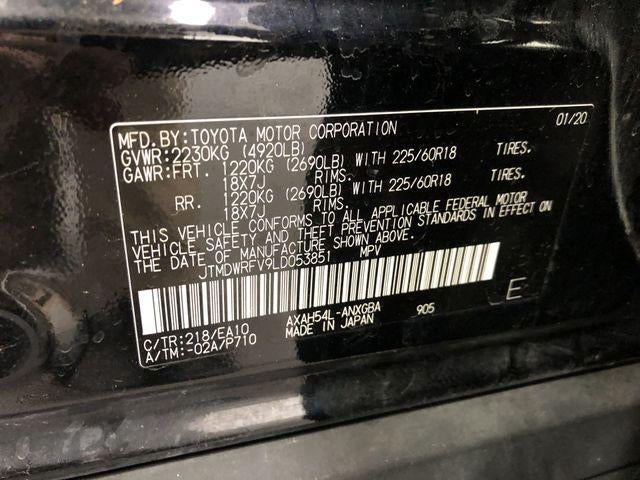 MFD.BY:TOYOTA MOTOR CORPORATION 01/20
GVWR:2230KG (4920LB)
GAWR:FRT. 1220KG (2690LB) WITH 225/60R18 TIRES.
18X7J RIMS.
RR. 1220KG (2690LB) WITH 225/60R18 TIRES.
18X7J RIMS.
THIS VEHICLE CONFORMS TO ALL APPLICABLE FEDERAL MOTOR
VEHICLE SAFETY AND THEFT PREVENTION STANDARDS IN EFFECT ON
THE DATE OF MANUFACTURE SHOWN ABOVE.
JTMDWRFV9LD053851 MPV
E
C/TR:218/EA10 AXAH54L-ANXGBA 905
A/TM:-02A/P710 MADE IN JAPAN